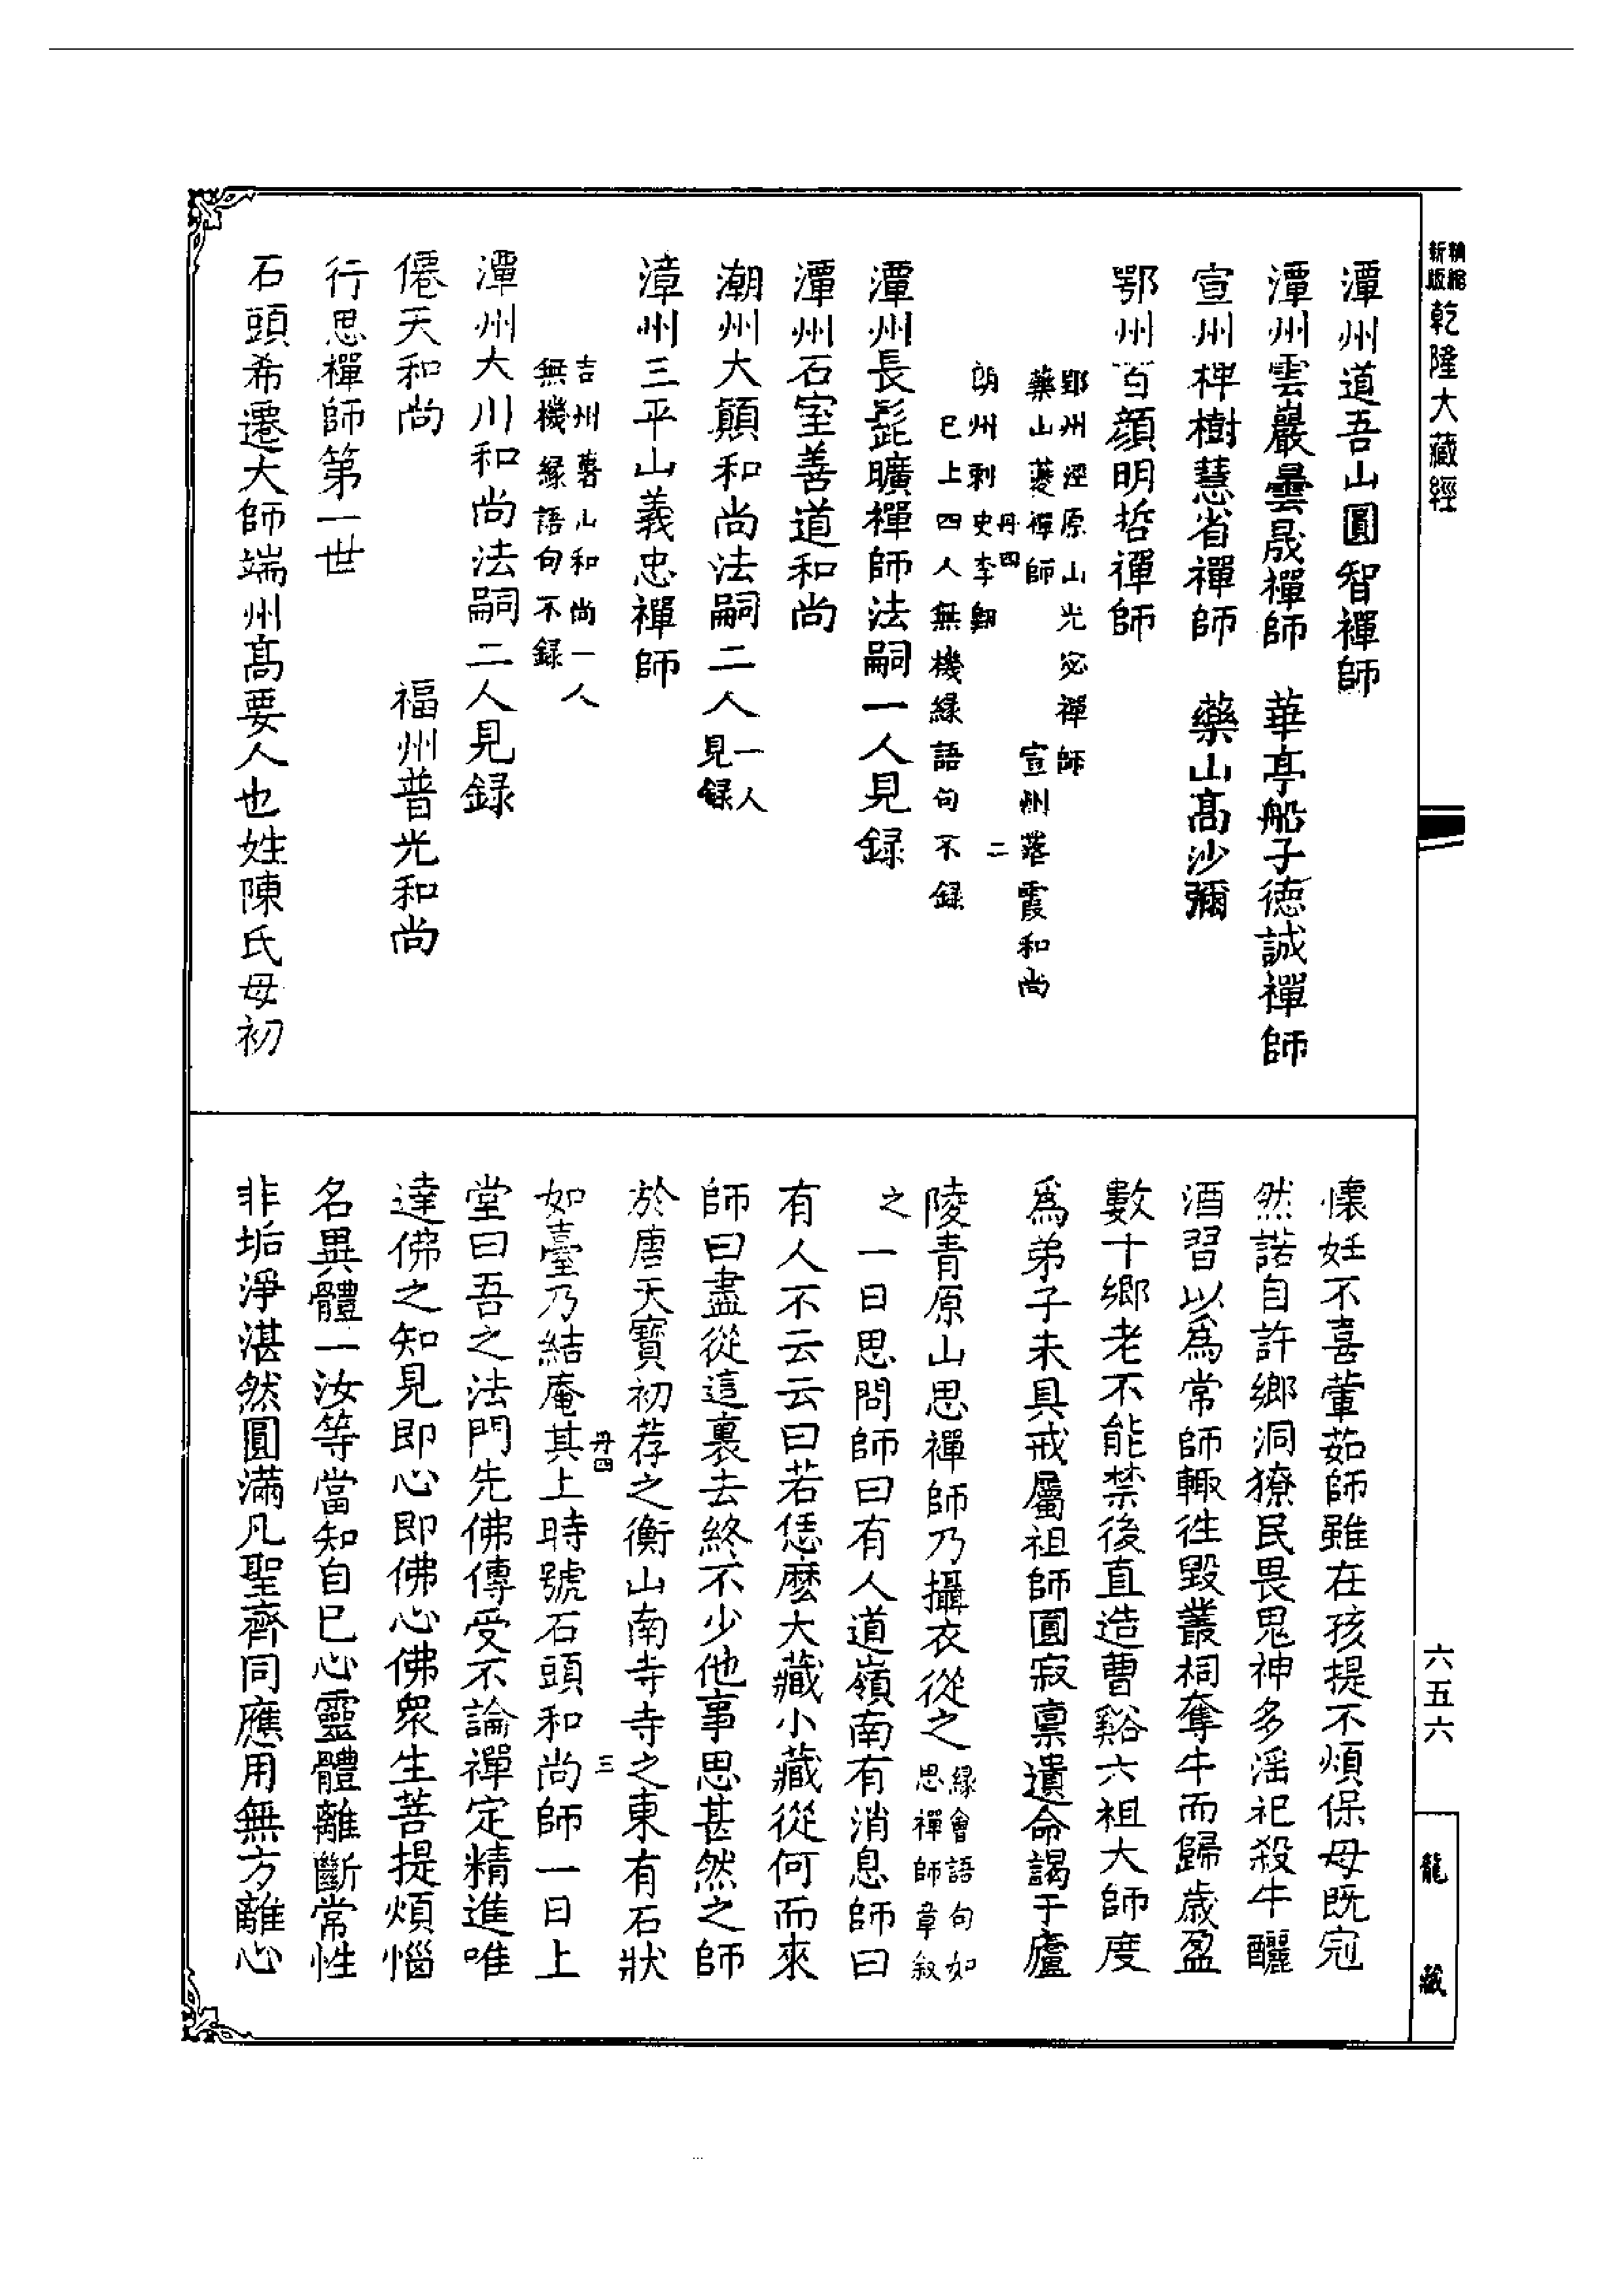 新版精縮
乾隆大藏經
潭州道吾山圓智禪師
潭州雲巖曇晟禪師　華亭船子德誠禪師
宣州椑樹慧省禪師　藥山高沙彌
鄂州百顏明哲禪師
郢州涇原山光宓禪師
藥山䕫禪師　宣州落霞和尚
丹四　二
朗州刺史李翺
已上四人無機緣語句不錄
潭州長髭曠禪師法嗣一人見錄
潭州石室善道和尚
潮州大顛和尚法嗣二人一人見錄
漳州三平山義忠禪師
吉州薯山和尚一人
無機緣語句不錄
潭州大川和尚法嗣二人見錄
僊天和尚　福州普光和尚
行思禪師第一世
石頭希遷大師端州高要人也姓陳氏母初
懷妊不喜葷茹師雖在孩提不煩保母既冠
然諾自許鄉洞獠民畏鬼神多淫祀殺牛釃
酒習以爲常師輙徃毀叢祠奪牛而歸歲盈
數十鄉老不能禁後直造曹谿六祖大師度
爲弟子未具戒屬祖師圓寂稟遺命謁于廬
陵青原山思禪師乃攝衣從之緣會語句如思禪師章敍
之一日思問師曰有人道嶺南有消息師曰
有人不云云曰若恁麽大藏小藏從何而來
師曰盡從這裏去終不少他事思甚然之師
於唐天寶初荐之衡山南寺寺之東有石狀
丹四　三
如臺乃結庵其上時號石頭和尚師一日上
堂曰吾之法門先佛傳受不論禪定精進唯
達佛之知見即心即佛心佛衆生菩提煩惱
名異體一汝等當知自已心靈體離斷常性
非垢淨湛然圓滿凡聖齊同應用無方離心
六五六
龍藏